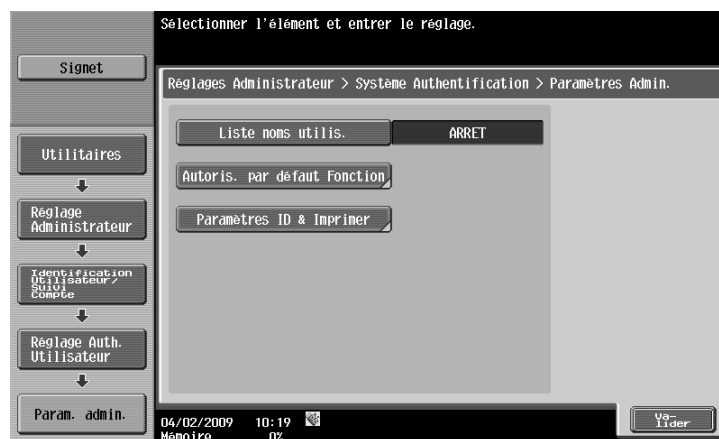 Sélectionner l'élément et entrer le réglage.
Signet
Réglages Administrateur > Système Authentification > Paramètres Admin.
Liste noms utilis.
ARRET
Autoris. par défaut Fonction
Paramètres ID & Imprimer
Utilitaires
Réglage
Administrateur
Identification
Utilisateur/
Suivi
Compte
Réglage Auth.
Utilisateur
Param. admin.
04/02/2009 10:19
Mémoire 0%
Va-
lider